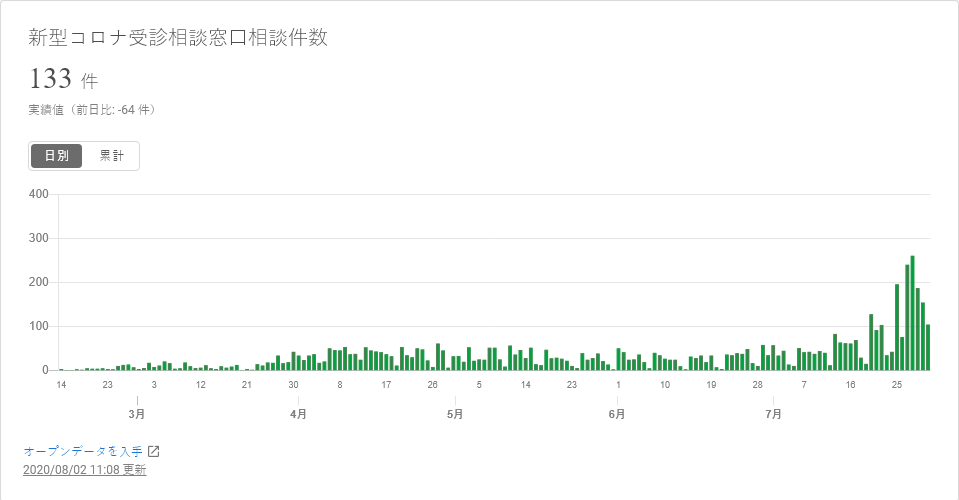 新型コロナ受診相談窓口相談件数
133 件
実績値（前日比: -64 件）
日別 累計
400
300
200
100
0
14 23 3 12 21 30 8 17 26 5 14 23 1 10 19 28 7 16 25
3月 4月 5月 6月 7月
オープンデータを入手
2020/08/02 11:08 更新